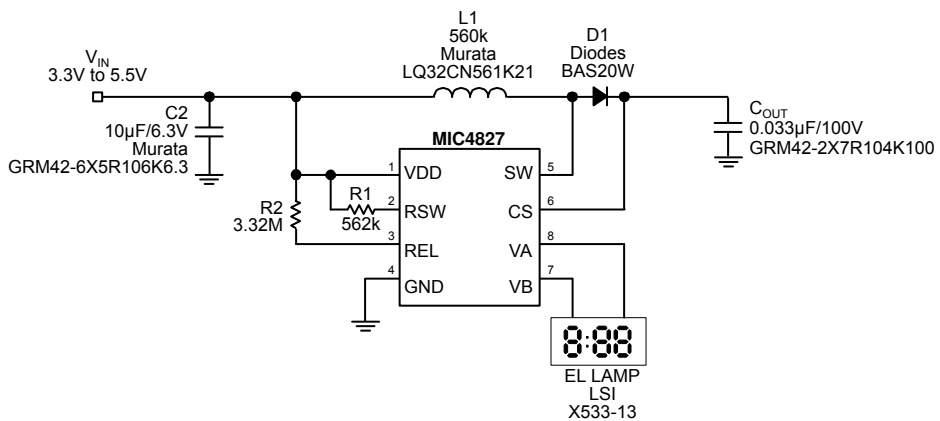 L1
560k
Murata
LQ32CN561K21
D1
Diodes
BAS20W
VIN
3.3V to 5.5V
C2
10µF/6.3V
Murata
GRM42-6X5R106K6.3
COUT
0.033µF/100V
GRM42-2X7R104K100
MIC4827
1
VDD
SW
5
R1
562k
2
RSW
CS
6
R2
3.32M
3
REL
VA
8
4
GND
VB
7
8:88
EL LAMP
LSI
X533-13